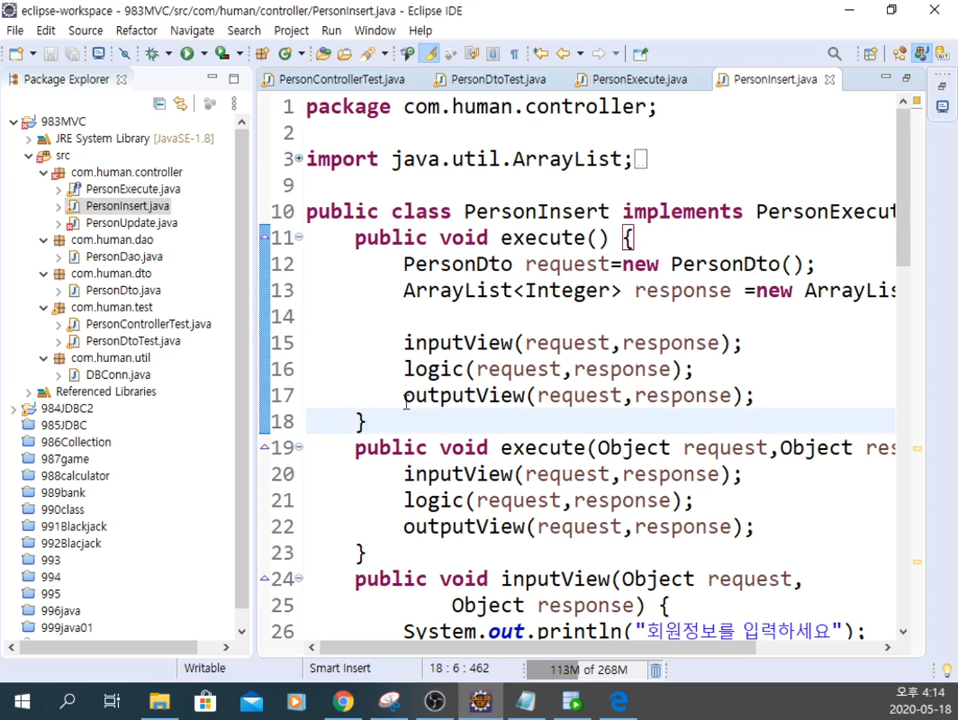 eclipse-workspace - 983MVC/src/com/human/controller/PersonInsert.java - Eclipse IDE
File Edit Source Refactor Navigate Search Project Run Window Help
Package Explorer
PersonControllerTest.java PersonDtoTest.java PersonExecute.java PersonInsert.java
983MVC
JRE System Library [JavaSE-1.8]
src
com.human.controller
PersonExecute.java
PersonInsert.java
PersonUpdate.java
com.human.dao
PersonDao.java
com.human.dto
PersonDto.java
com.human.test
PersonControllerTest.java
PersonDtoTest.java
com.human.util
DBConn.java
Referenced Libraries
984JDBC2
985JDBC
986Collection
987game
988calculator
989bank
990class
991Blackjack
992Blacjack
993
994
995
996java
999java01
1 package com.human.controller;
2
3 import java.util.ArrayList;
9
10 public class PersonInsert implements PersonExecut
11 public void execute() {
12 PersonDto request=new PersonDto();
13 ArrayList<Integer> response =new ArrayLis
14
15 inputView(request,response);
16 logic(request,response);
17 outputView(request,response);
18 }
19 public void execute(Object request,Object res
20 inputView(request,response);
21 logic(request,response);
22 outputView(request,response);
23 }
24 public void inputView(Object request,
25 Object response) {
26 System.out.println("회원정보를 입력하세요");
Writable Smart Insert 18 : 6 : 462 113M of 268M
오후 4:14
2020-05-18